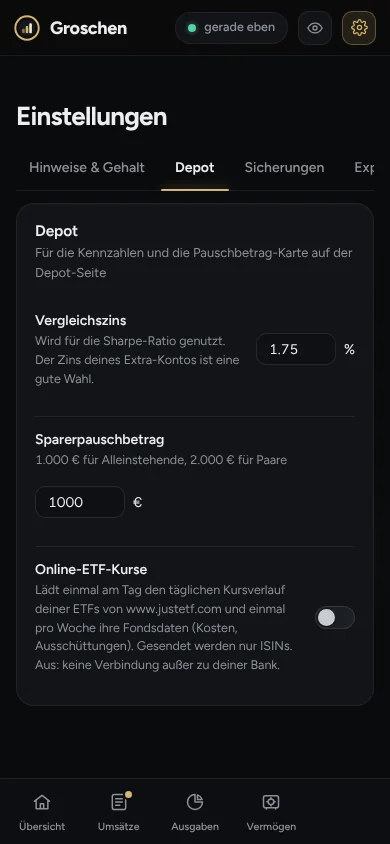 Groschen
gerade eben
Einstellungen
Hinweise & Gehalt
Depot
Sicherungen
Exp
Depot
Für die Kennzahlen und die Pauschbetrag-Karte auf der
Depot-Seite
Vergleichszins
Wird für die Sharpe-Ratio genutzt.
Der Zins deines Extra-Kontos ist eine
gute Wahl.
1.75 %
Sparerpauschbetrag
1.000 € für Alleinstehende, 2.000 € für Paare
1000 €
Online-ETF-Kurse
Lädt einmal am Tag den täglichen Kursverlauf
deiner ETFs von www.justetf.com und einmal
pro Woche ihre Fondsdaten (Kosten,
Ausschüttungen). Gesendet werden nur ISINs.
Aus: keine Verbindung außer zu deiner Bank.
Übersicht
Umsätze
Ausgaben
Vermögen